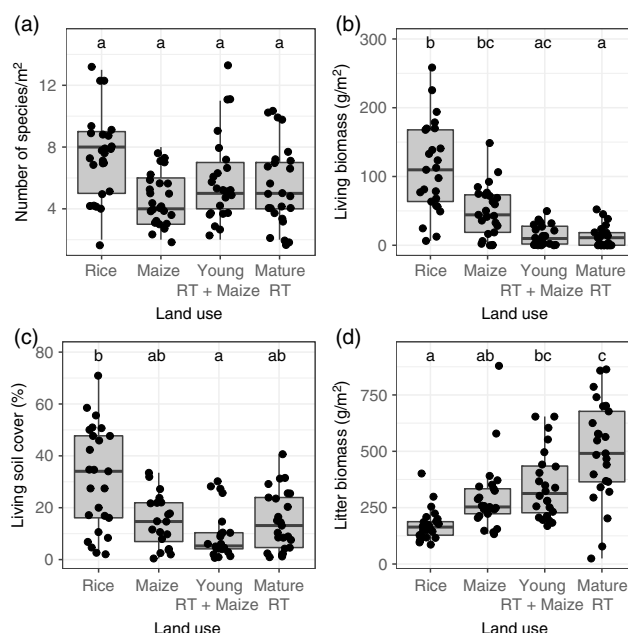 (a)
a a a a
Number of species/m²
12
8
4
Rice Maize Young Mature
RT + Maize RT
Land use
(b)
b bc ac a
Living biomass (g/m²)
300
200
100
0
Rice Maize Young Mature
RT + Maize RT
Land use
(c)
b ab a ab
Living soil cover (%)
80
60
40
20
0
Rice Maize Young Mature
RT + Maize RT
Land use
(d)
a ab bc c
Litter biomass (g/m²)
750
500
250
0
Rice Maize Young Mature
RT + Maize RT
Land use